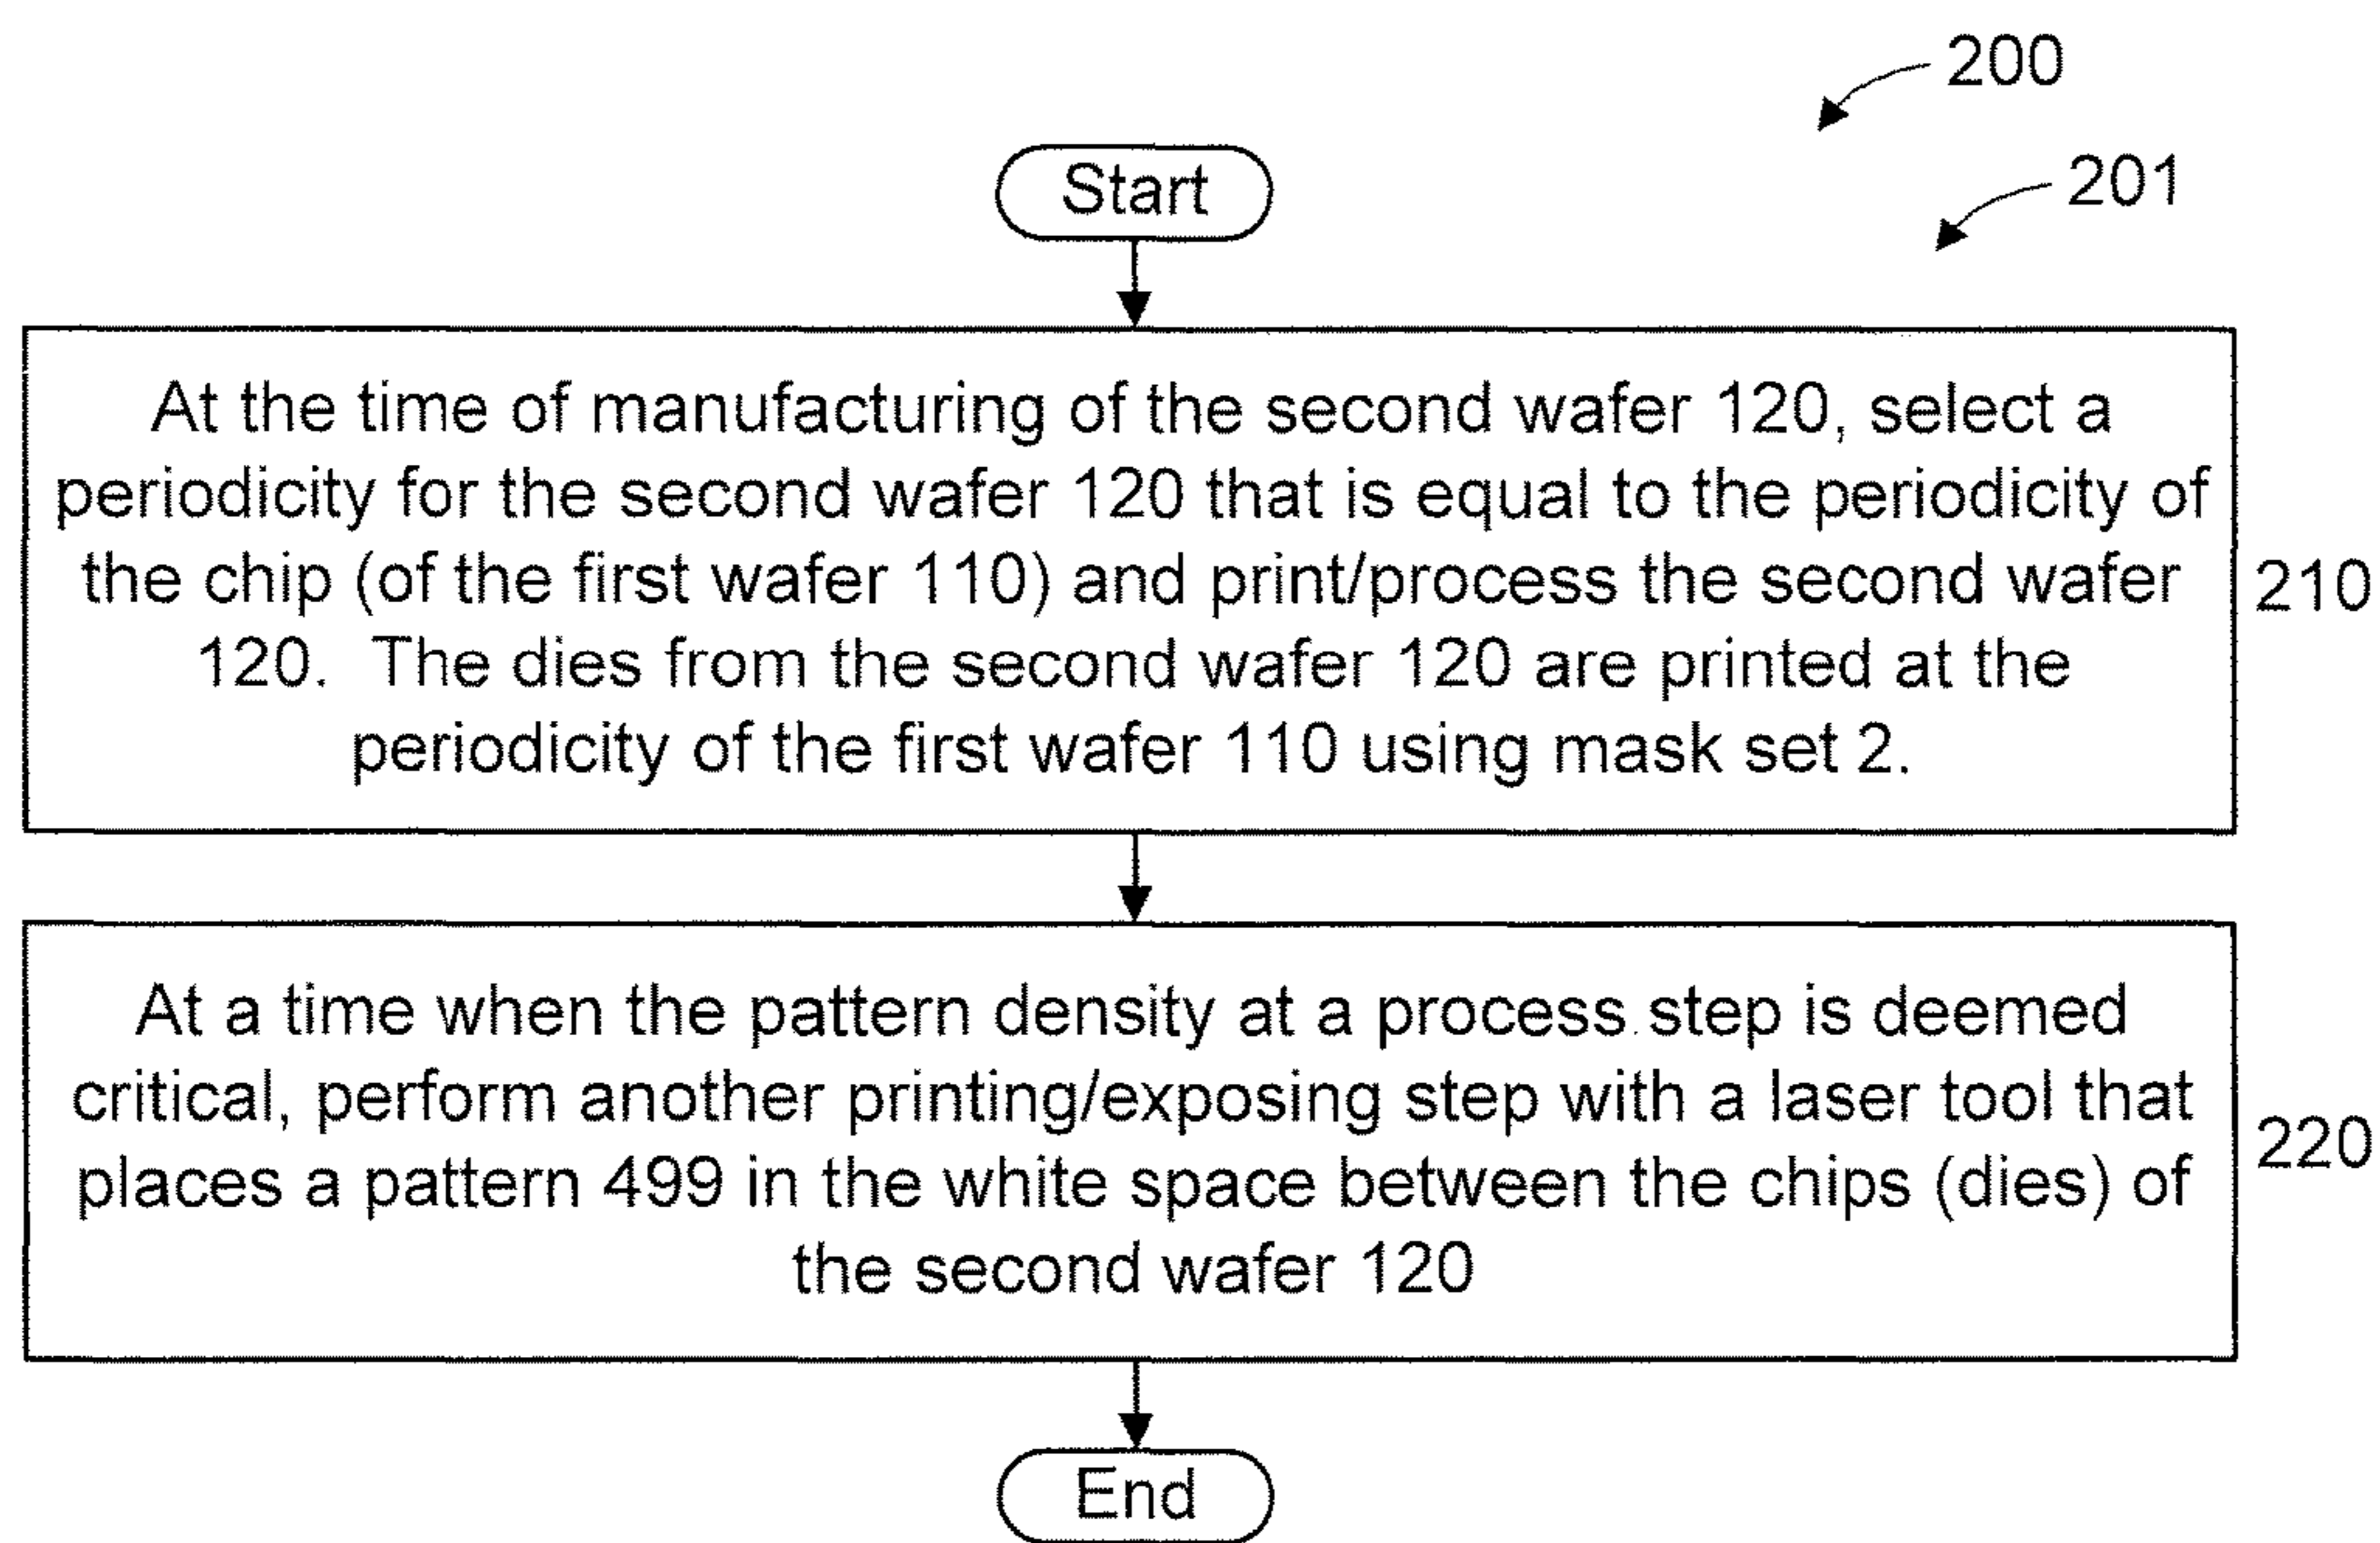 200
201
Start
At the time of manufacturing of the second wafer 120, select a
periodicity for the second wafer 120 that is equal to the periodicity of
the chip (of the first wafer 110) and print/process the second wafer
120.  The dies from the second wafer 120 are printed at the
periodicity of the first wafer 110 using mask set 2.
210
At a time when the pattern density at a process step is deemed
critical, perform another printing/exposing step with a laser tool that
places a pattern 499 in the white space between the chips (dies) of
the second wafer 120
220
End